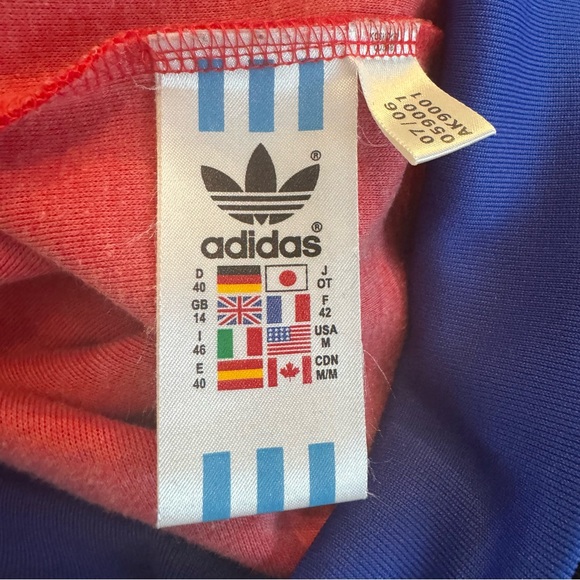 ®
adidas®
D 40
J OT
GB 14
F 42
I 46
USA M
E 40
CDN M/M
07/06
059001
AK9001